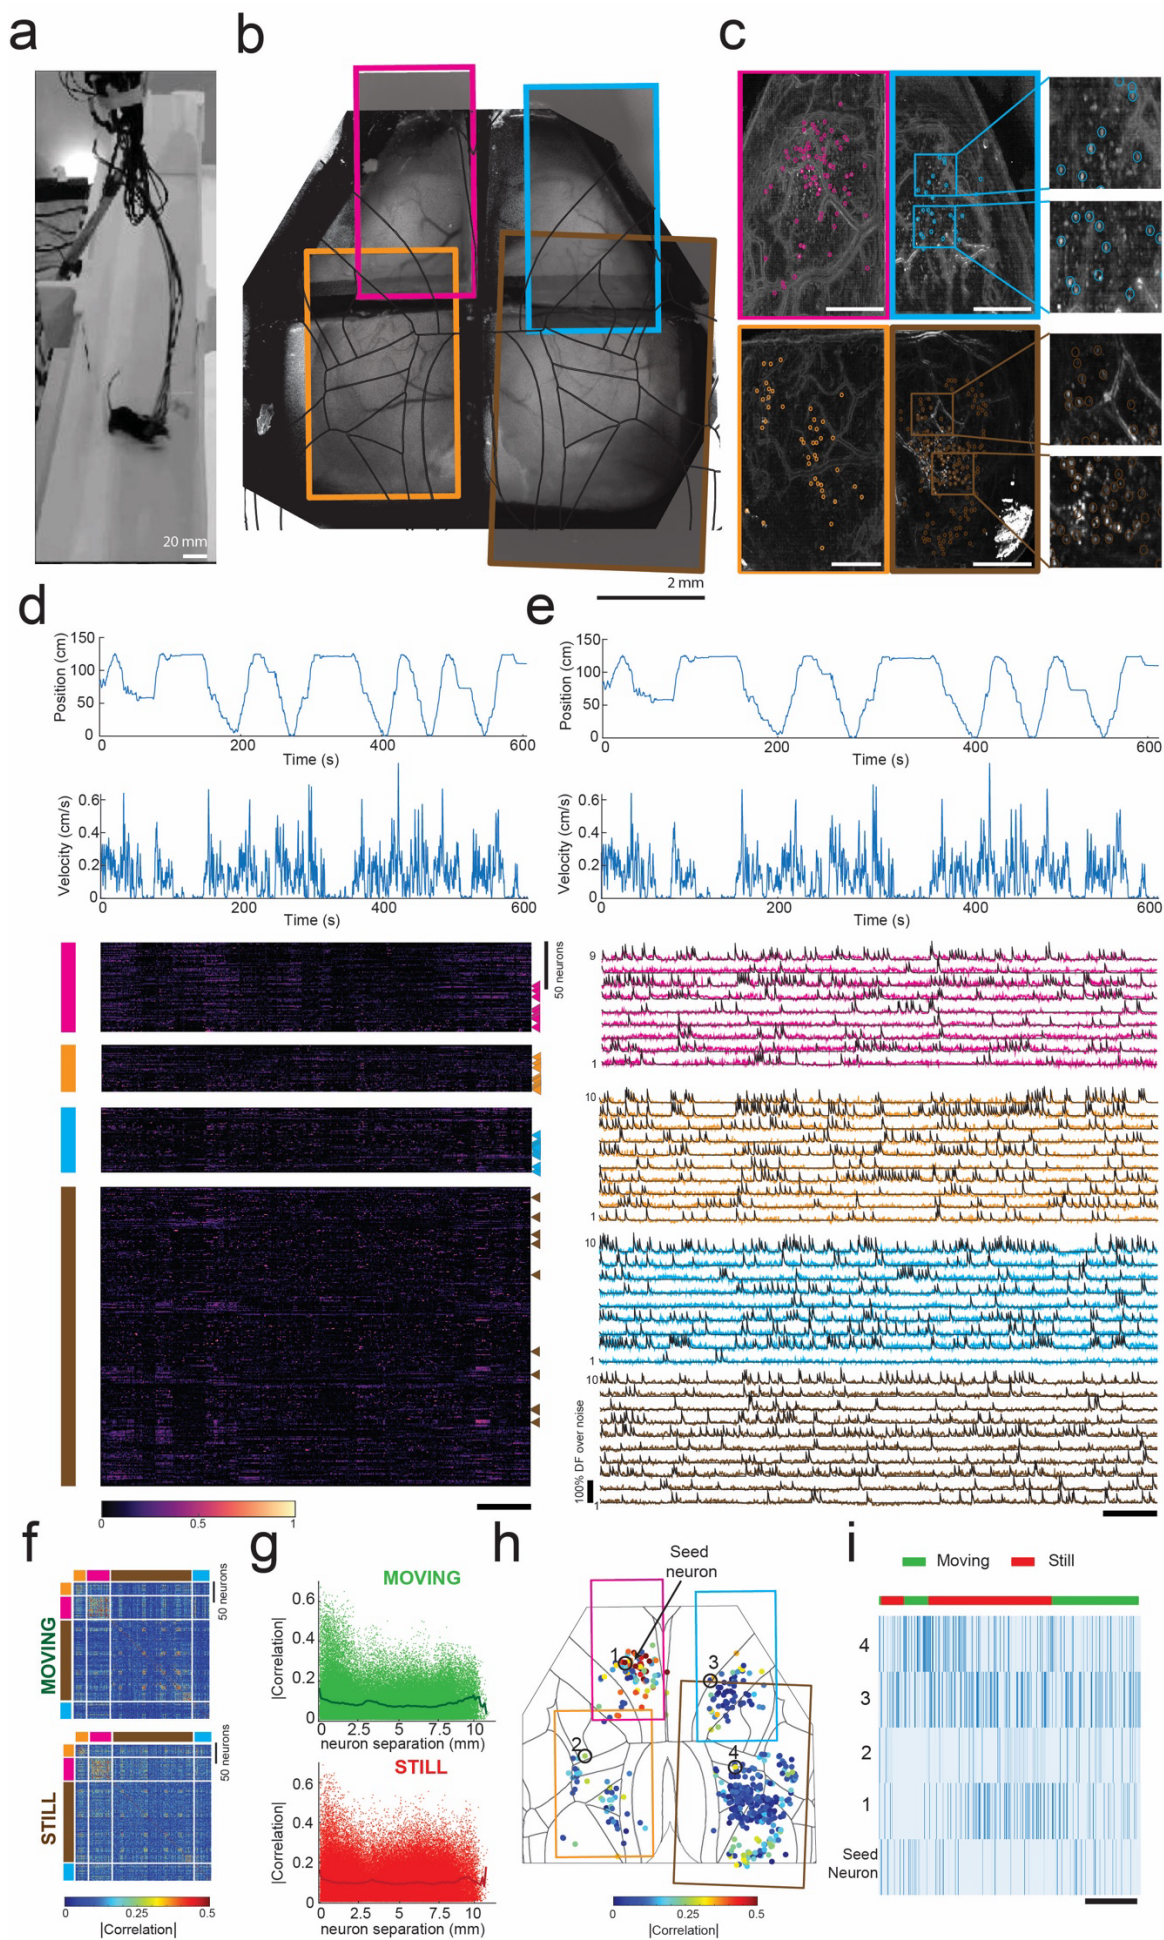 a
b
c
20 mm
2 mm
d
e
150
100
50
0
Position (cm)
0
200
400
600
Time (s)
150
100
50
0
Position (cm)
0
200
400
600
Time (s)
0.6
0.4
0.2
0
Velocity (cm/s)
0
200
400
600
Time (s)
0.6
0.4
0.2
0
Velocity (cm/s)
0
200
400
600
Time (s)
50 neurons
9
1
10
1
10
1
10
1
100% DF over noise
0
0.5
1
f
g
h
i
50 neurons
MOVING
50 neurons
STILL
0
0.25
0.5
|Correlation|
MOVING
0.6
0.4
0.2
0
|Correlation|
0
2.5
5
7.5
10
neuron separation (mm)
STILL
0.6
0.4
0.2
0
|Correlation|
0
2.5
5
7.5
10
neuron separation (mm)
Seed
neuron
1
2
3
4
0
0.25
0.5
|Correlation|
Moving
Still
4
3
2
1
Seed
Neuron